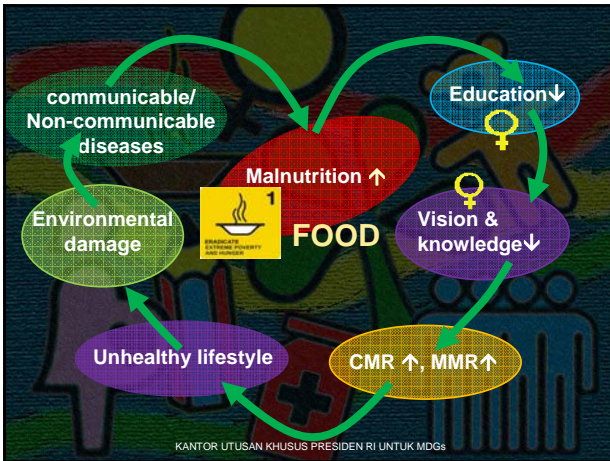 communicable/
Non-communicable
diseases
Education↓
Malnutrition ↑
1
ERADICATE
EXTREME POVERTY
AND HUNGER
FOOD
Environmental
damage
Vision &
knowledge↓
Unhealthy lifestyle
CMR ↑, MMR↑
KANTOR UTUSAN KHUSUS PRESIDEN RI UNTUK MDGs